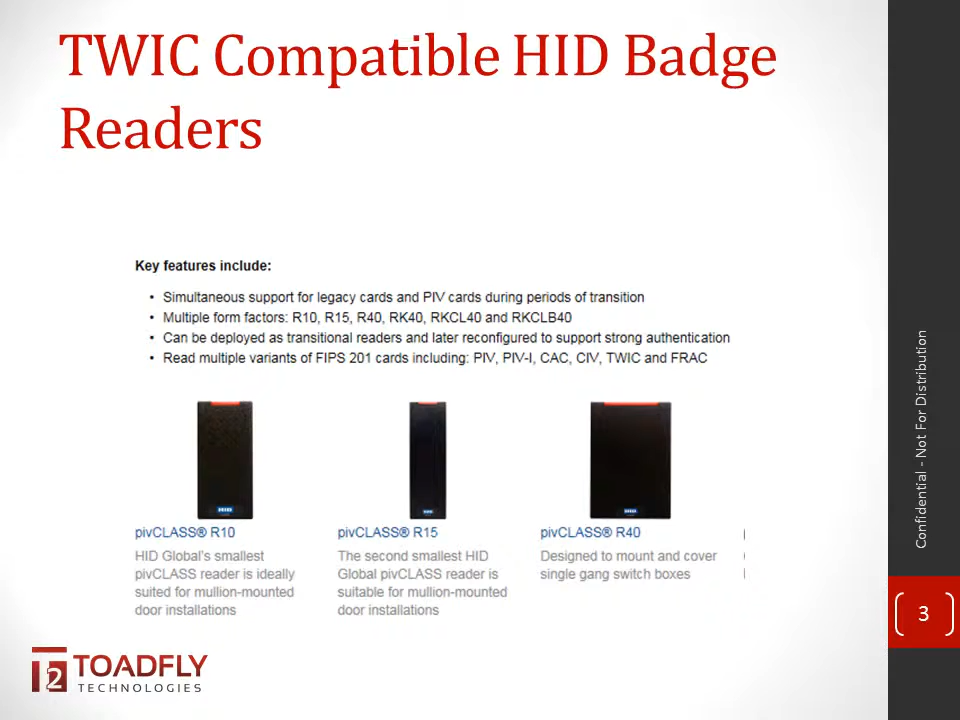 TWIC Compatible HID Badge
Readers
Key features include:
• Simultaneous support for legacy cards and PIV cards during periods of transition
• Multiple form factors: R10, R15, R40, RK40, RKCL40 and RKCLB40
• Can be deployed as transitional readers and later reconfigured to support strong authentication
• Read multiple variants of FIPS 201 cards including: PIV, PIV-I, CAC, CIV, TWIC and FRAC
pivCLASS® R10
HID Global's smallest
pivCLASS reader is ideally
suited for mullion-mounted
door installations
pivCLASS® R15
The second smallest HID
Global pivCLASS reader is
suitable for mullion-mounted
door installations
pivCLASS® R40
Designed to mount and cover
single gang switch boxes
Confidential - Not For Distribution
3
T2
TOADFLY
TECHNOLOGIES